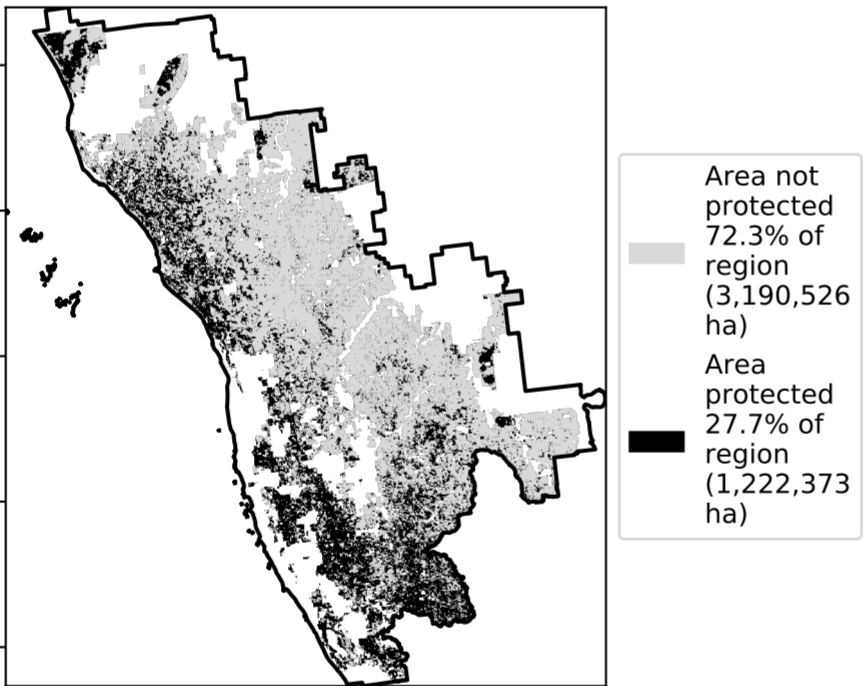 Area not
protected
72.3% of
region
(3,190,526
ha)
Area
protected
27.7% of
region
(1,222,373
ha)